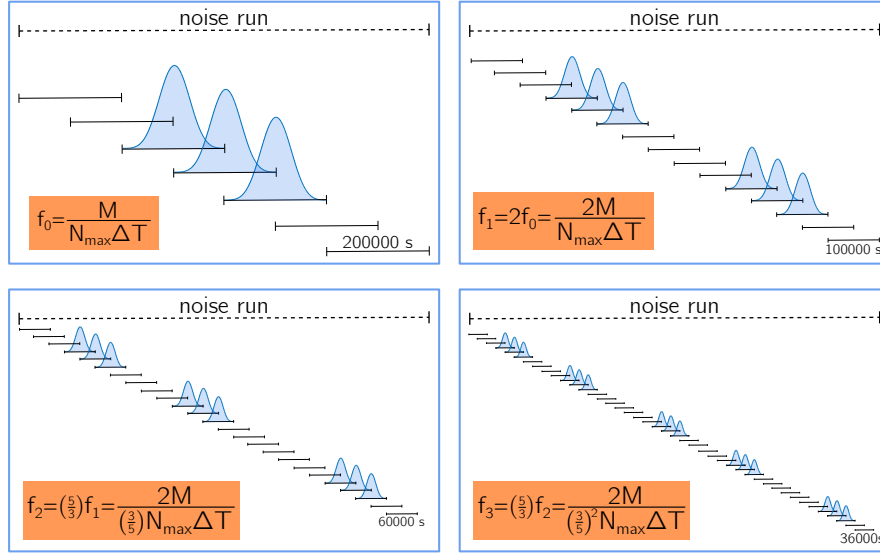 noise run
f₀=M/(NₘₐₓΔT)
200000 s
noise run
f₁=2f₀=2M/(NₘₐₓΔT)
100000 s
noise run
f₂=(5/3)f₁=2M/((3/5)NₘₐₓΔT)
60000 s
noise run
f₃=(5/3)f₂=2M/((3/5)²NₘₐₓΔT)
36000s